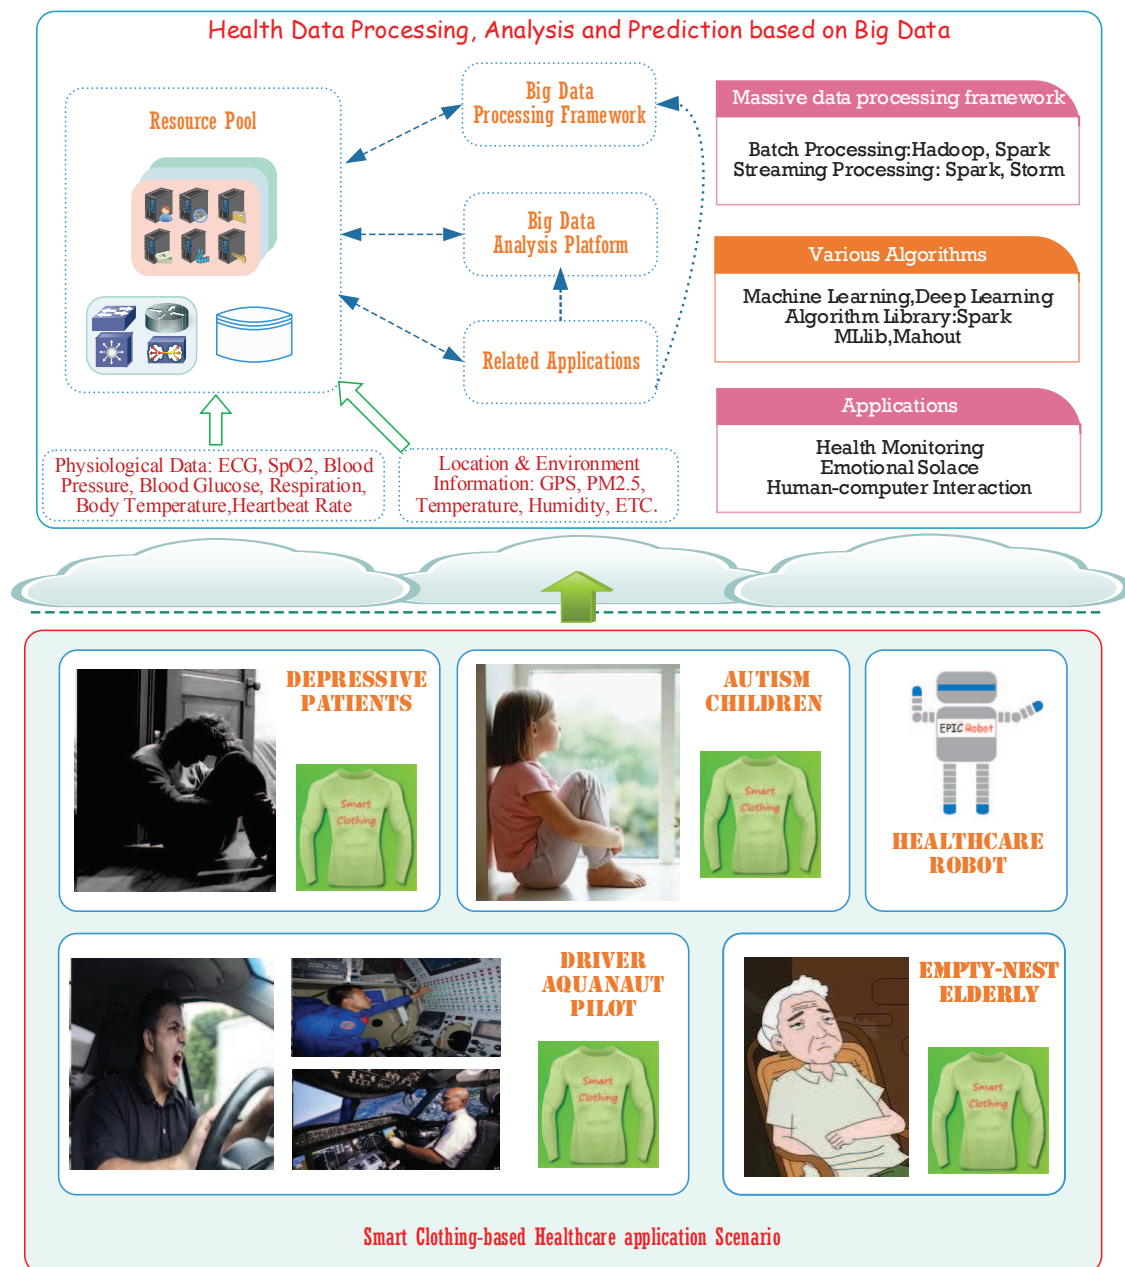 Health Data Processing, Analysis and Prediction based on Big Data
Resource Pool
Big Data
Processing Framework
Big Data
Analysis Platform
Related Applications
Massive data processing framework
Batch Processing:Hadoop, Spark
Streaming Processing: Spark, Storm
Various Algorithms
Machine Learning,Deep Learning
Algorithm Library:Spark
MLlib,Mahout
Applications
Health Monitoring
Emotional Solace
Human-computer Interaction
Physiological Data: ECG, SpO2, Blood
Pressure, Blood Glucose, Respiration,
Body Temperature,Heartbeat Rate
Location & Environment
Information: GPS, PM2.5,
Temperature, Humidity, ETC.
DEPRESSIVE
PATIENTS
Smart
Clothing
AUTISM
CHILDREN
Smart
Clothing
EPIC Robot
HEALTHCARE
ROBOT
DRIVER
AQUANAUT
PILOT
Smart
Clothing
EMPTY-NEST
ELDERLY
Smart
Clothing
Smart Clothing-based Healthcare application Scenario